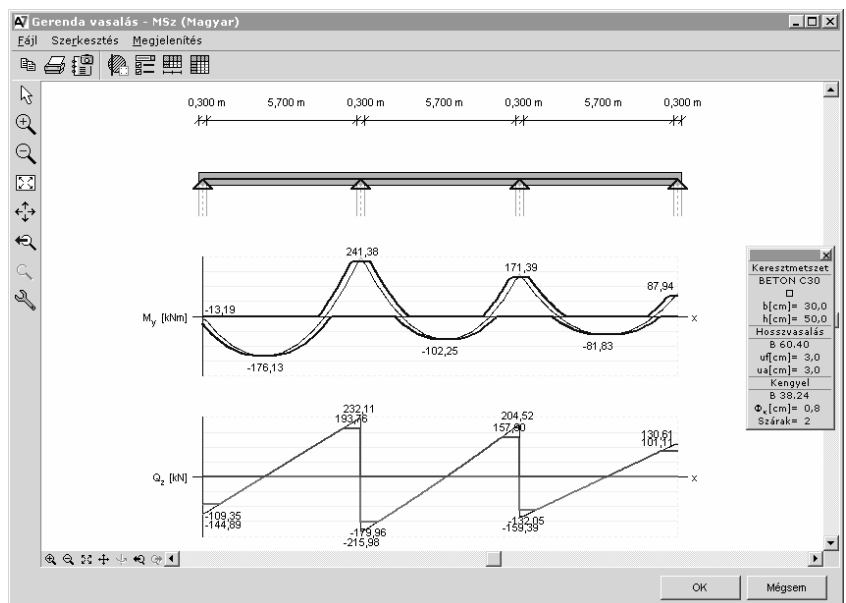 Gerenda vasalás - MSz (Magyar)
Fájl Szerkesztés Megjelenítés
0,300 m 5,700 m 0,300 m 5,700 m 0,300 m 5,700 m 0,300 m
241,38
171,39
87,94
-13,19
My [kNm]
x
-176,13
-102,25
-81,83
232,11
193,76
204,52
157,90
130,61
101,11
Qz [kN]
x
-109,35
-144,89
-179,96
-215,98
-132,05
-159,39
Keresztmetszet
BETON C30
b[cm]= 30,0
h[cm]= 50,0
Hosszvasalás
B 60.40
uf[cm]= 3,0
ua[cm]= 3,0
Kengyel
B 38.24
Φκ[cm]= 0,8
Szárak= 2
OK Mégsem